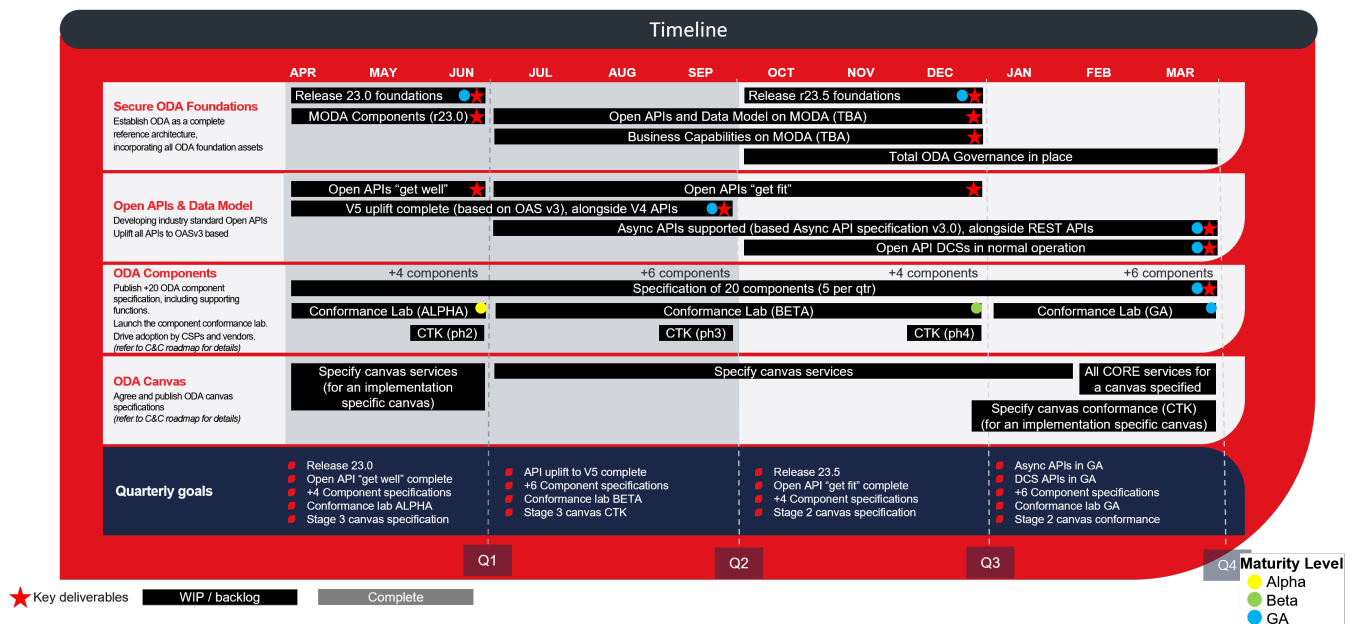 Timeline
APR MAY JUN JUL AUG SEP OCT NOV DEC JAN FEB MAR
Secure ODA Foundations
Establish ODA as a complete
reference architecture,
incorporating all ODA foundation assets
Release 23.0 foundations
Release r23.5 foundations
MODA Components (r23.0)
Open APIs and Data Model on MODA (TBA)
Business Capabilities on MODA (TBA)
Total ODA Governance in place
Open APIs & Data Model
Developing industry standard Open APIs
Uplift all APIs to OASv3 based
Open APIs “get well”
Open APIs “get fit”
V5 uplift complete (based on OAS v3), alongside V4 APIs
Async APIs supported (based Async API specification v3.0), alongside REST APIs
Open API DCSs in normal operation
ODA Components
Publish +20 ODA component
specification, including supporting
functions.
Launch the component conformance lab.
Drive adoption by CSPs and vendors.
(refer to C&C roadmap for details)
+4 components
+6 components
+4 components
+6 components
Specification of 20 components (5 per qtr)
Conformance Lab (ALPHA)
Conformance Lab (BETA)
Conformance Lab (GA)
CTK (ph2)
CTK (ph3)
CTK (ph4)
ODA Canvas
Agree and publish ODA canvas
specifications
(refer to C&C roadmap for details)
Specify canvas services
(for an implementation
specific canvas)
Specify canvas services
All CORE services for
a canvas specified
Specify canvas conformance (CTK)
(for an implementation specific canvas)
Quarterly goals
Release 23.0
Open API “get well” complete
+4 Component specifications
Conformance lab ALPHA
Stage 3 canvas specification
API uplift to V5 complete
+6 Component specifications
Conformance lab BETA
Stage 3 canvas CTK
Release 23.5
Open API “get fit” complete
+4 Component specifications
Stage 2 canvas specification
Async APIs in GA
DCS APIs in GA
+6 Component specifications
Conformance lab GA
Stage 2 canvas conformance
Q1
Q2
Q3
Q4
Key deliverables
WIP / backlog
Complete
Maturity Level
Alpha
Beta
GA